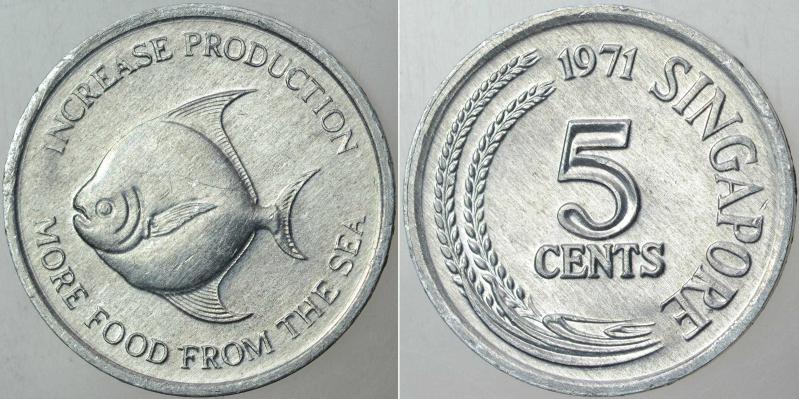 INCREASE PRODUCTION
MORE FOOD FROM THE SEA
1971 SINGAPORE
5
CENTS